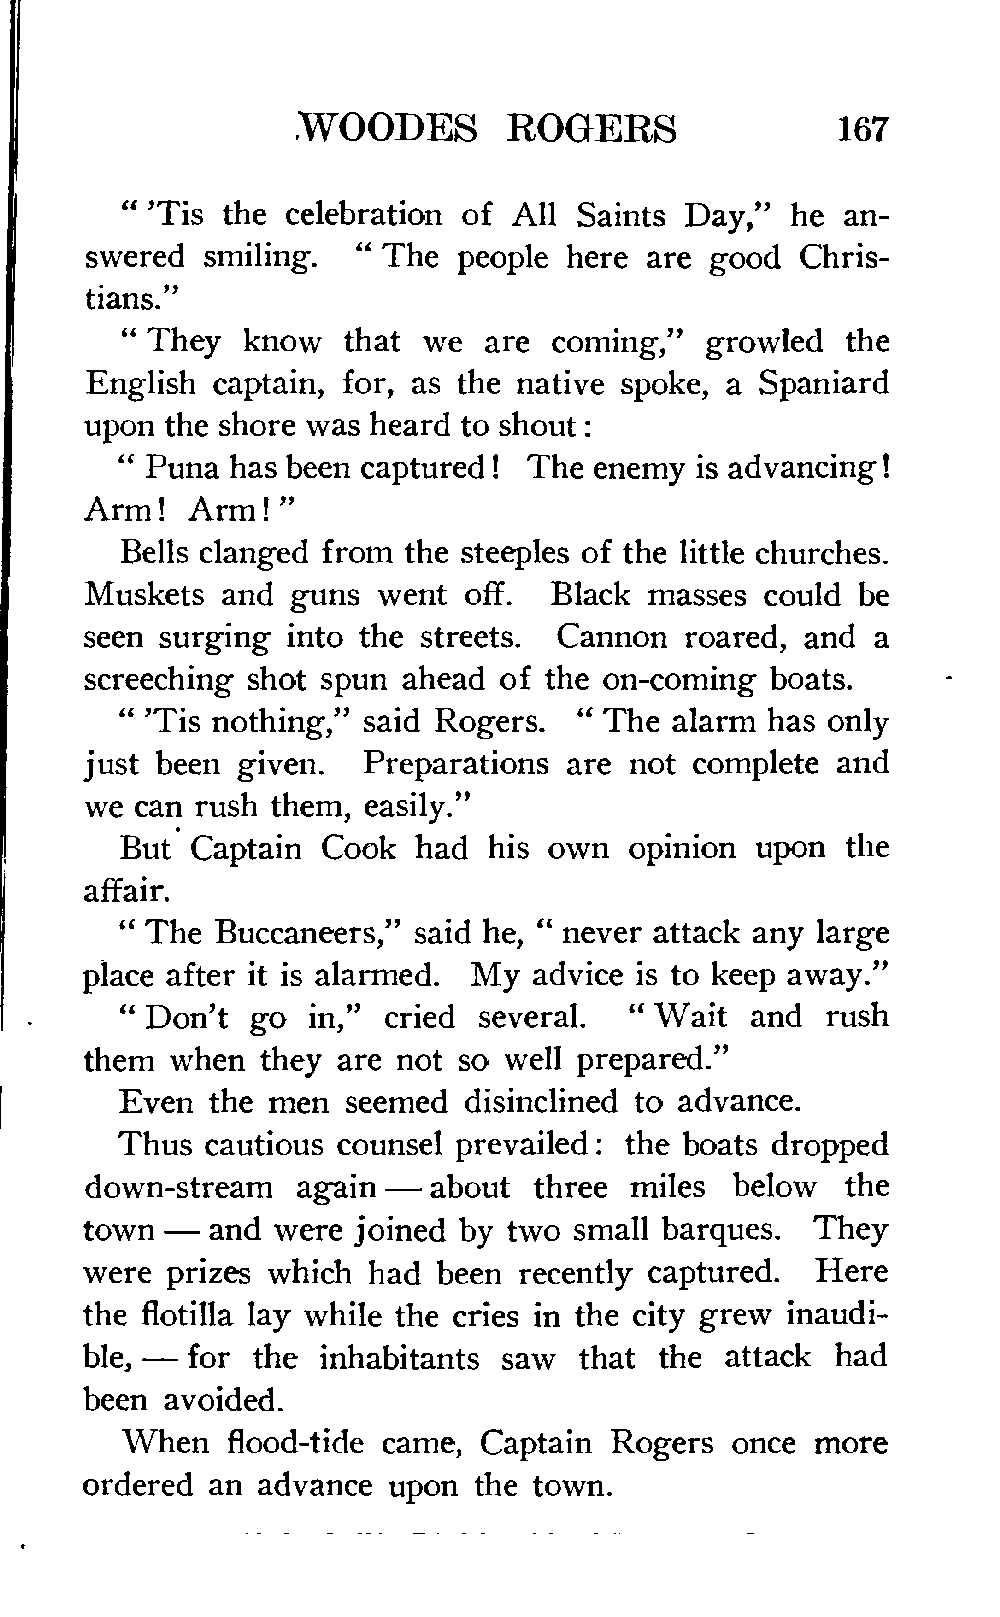 WOODES ROGERS 167
“ ’Tis the celebration of All Saints Day,” he an-
swered smiling. “ The people here are good Chris-
tians.”
“ They know that we are coming,” growled the
English captain, for, as the native spoke, a Spaniard
upon the shore was heard to shout :
“ Puna has been captured ! The enemy is advancing !
Arm ! Arm ! ”
Bells clanged from the steeples of the little churches.
Muskets and guns went off. Black masses could be
seen surging into the streets. Cannon roared, and a
screeching shot spun ahead of the on-coming boats.
“ ’Tis nothing,” said Rogers. “ The alarm has only
just been given. Preparations are not complete and
we can rush them, easily.”
But Captain Cook had his own opinion upon the
affair.
“ The Buccaneers,” said he, “ never attack any large
place after it is alarmed. My advice is to keep away.”
“ Don’t go in,” cried several. “ Wait and rush
them when they are not so well prepared.”
Even the men seemed disinclined to advance.
Thus cautious counsel prevailed : the boats dropped
down-stream again — about three miles below the
town — and were joined by two small barques. They
were prizes which had been recently captured. Here
the flotilla lay while the cries in the city grew inaudi-
ble, — for the inhabitants saw that the attack had
been avoided.
When flood-tide came, Captain Rogers once more
ordered an advance upon the town.